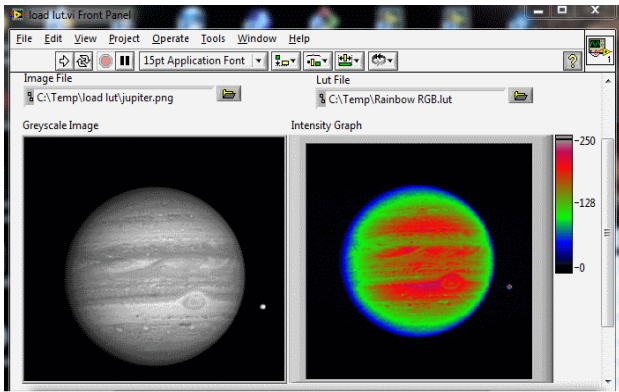 load lut.vi Front Panel
File Edit View Project Operate Tools Window Help
15pt Application Font
1
Image File
Lut File
C:\Temp\load lut\jupiter.png
C:\Temp\Rainbow RGB.lut
Greyscale Image
Intensity Graph
-250
-128
-0